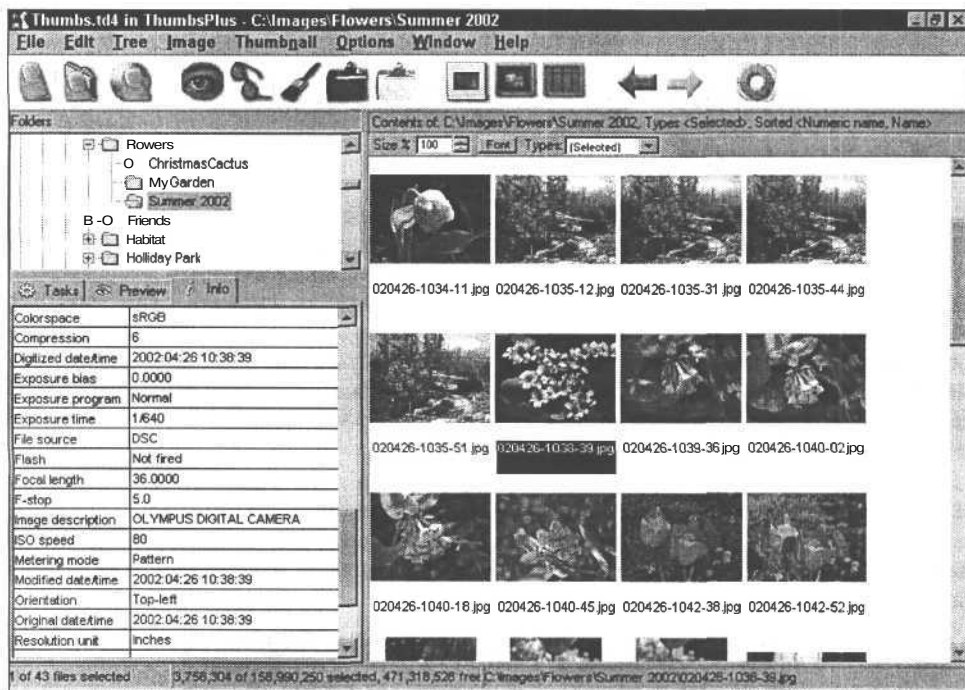 Thumbs.td4 in ThumbsPlus - C:\Images\Flowers\Summer 2002
File Edit Tree Image Thumbnail Options Window Help
Folders
Rowers
O ChristmasCactus
My Garden
Summer 2002
B -O Friends
Habitat
Holliday Park
Tasks Preview i Info
Colorspace sRGB
Compression 6
Digitized date/time 2002:04:26 10:38:39
Exposure bias 0.0000
Exposure program Normal
Exposure time 1/640
File source DSC
Flash Not fired
Focal length 36.0000
F-stop 5.0
Image description OLYMPUS DIGITAL CAMERA
ISO speed 80
Metering mode Pattern
Modified date/time 2002:04:26 10:38:39
Orientation Top-left
Original date/time 2002:04:26 10:38:39
Resolution unit Inches
Contents of: C:\Images\Flowers\Summer 2002, Types <Selected>, Sorted <Numeric name, Name>
Size % 100 Font Types (Selected)
020426-1034-11.jpg 020426-1035-12.jpg 020426-1035-31.jpg 020426-1035-44.jpg
020426-1035-51.jpg 020426-1038-39.jpg 020426-1039-36.jpg 020426-1040-02.jpg
020426-1040-18.jpg 020426-1040-45.jpg 020426-1042-38.jpg 020426-1042-52.jpg
1 of 43 files selected 3,756,304 of 158,990,250 selected, 471,318,526 free C:\Images\Flowers\Summer 2002\020426-1038-39.jpg